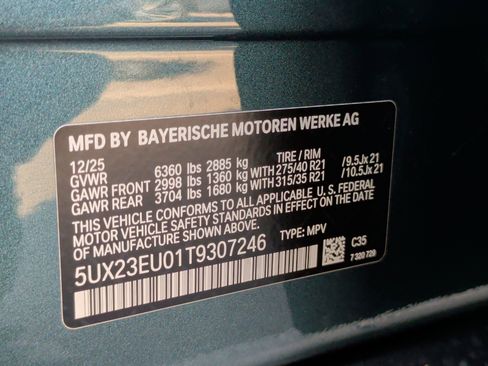 MFD BY BAYERISCHE MOTOREN WERKE AG
12/25 TIRE / RIM
GVWR 6360 lbs 2885 kg
GAWR FRONT 2998 lbs 1360 kg WITH 275/40 R21 /9.5Jx21
GAWR REAR 3704 lbs 1680 kg WITH 315/35 R21 /10.5Jx21
THIS VEHICLE CONFORMS TO ALL APPLICABLE U.S. FEDERAL
MOTOR VEHICLE SAFETY STANDARDS IN EFFECT ON THE
DATE OF MANUFACTURE SHOWN ABOVE.
5UX23EU01T9307246 TYPE: MPV
C35
7 320 729